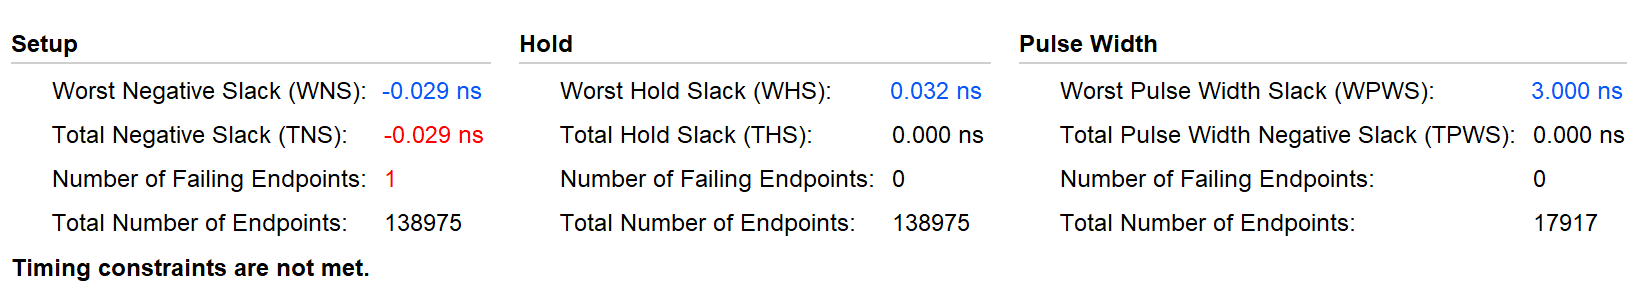 Setup
Worst Negative Slack (WNS): -0.029 ns
Total Negative Slack (TNS): -0.029 ns
Number of Failing Endpoints: 1
Total Number of Endpoints: 138975
Hold
Worst Hold Slack (WHS): 0.032 ns
Total Hold Slack (THS): 0.000 ns
Number of Failing Endpoints: 0
Total Number of Endpoints: 138975
Pulse Width
Worst Pulse Width Slack (WPWS): 3.000 ns
Total Pulse Width Negative Slack (TPWS): 0.000 ns
Number of Failing Endpoints: 0
Total Number of Endpoints: 17917
Timing constraints are not met.